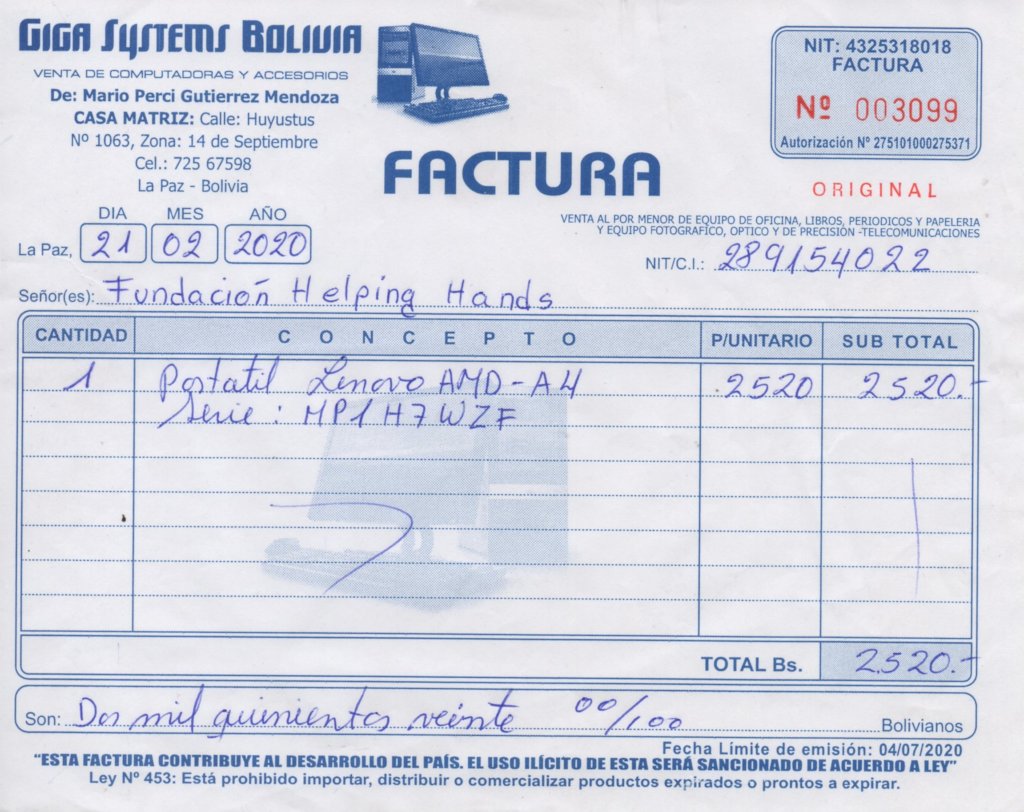 GIGA SYSTEMS BOLIVIA
VENTA DE COMPUTADORAS Y ACCESORIOS
De: Mario Perci Gutierrez Mendoza
CASA MATRIZ: Calle: Huyustus
Nº 1063, Zona: 14 de Septiembre
Cel.: 725 67598
La Paz - Bolivia
NIT: 4325318018
FACTURA
Nº 003099
Autorización Nº 275101000275371
FACTURA
ORIGINAL
DIA MES AÑO
La Paz, 21 02 2020
VENTA AL POR MENOR DE EQUIPO DE OFICINA, LIBROS, PERIODICOS Y PAPELERIA
Y EQUIPO FOTOGRAFICO, OPTICO Y DE PRECISIÓN -TELECOMUNICACIONES
NIT/C.I.: 289154022
Señor(es): Fundación Helping Hands
CANTIDAD CONCEPTO P/UNITARIO SUB TOTAL
1 Portatil Lenovo AMD-A4 2520 2520.-
Serie: MP1H7WZF
TOTAL Bs. 2520.-
Son: Dos mil quinientos veinte 00/100 Bolivianos
Fecha Límite de emisión: 04/07/2020
"ESTA FACTURA CONTRIBUYE AL DESARROLLO DEL PAÍS. EL USO ILÍCITO DE ESTA SERÁ SANCIONADO DE ACUERDO A LEY"
Ley Nº 453: Está prohibido importar, distribuir o comercializar productos expirados o prontos a expirar.